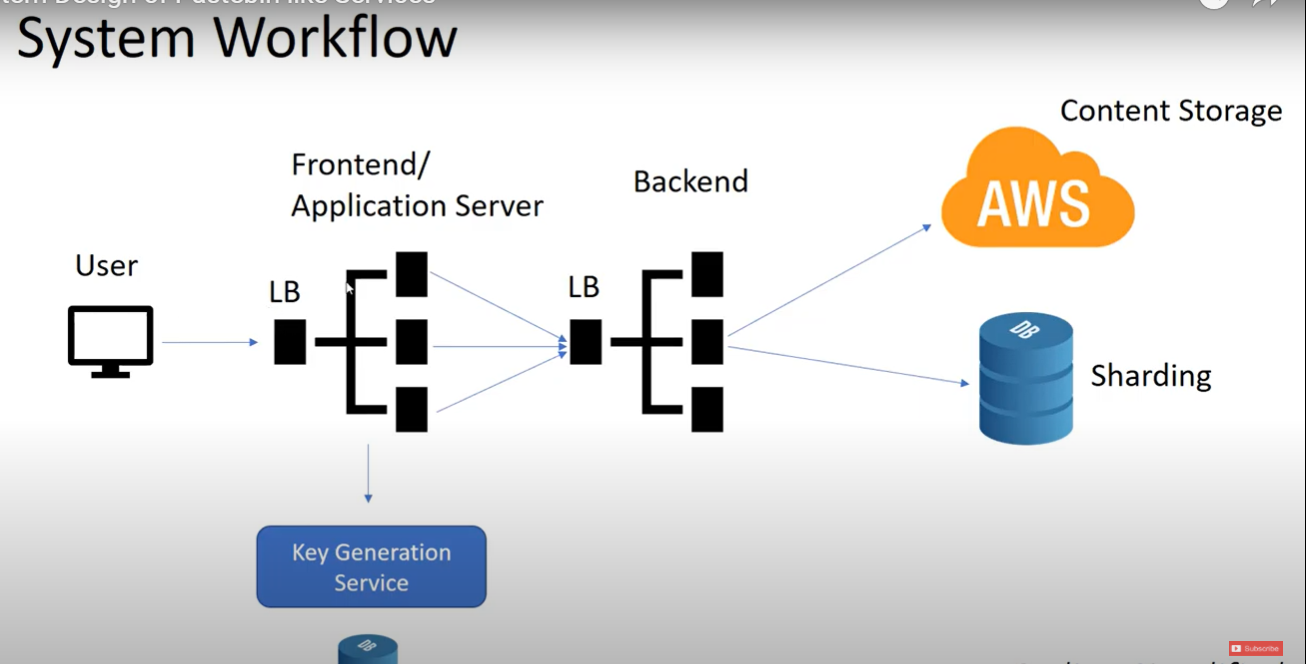 System Workflow
Content Storage
Frontend/
Application Server
Backend
AWS
User
LB
LB
DB
Sharding
Key Generation
Service
DB
Subscribe